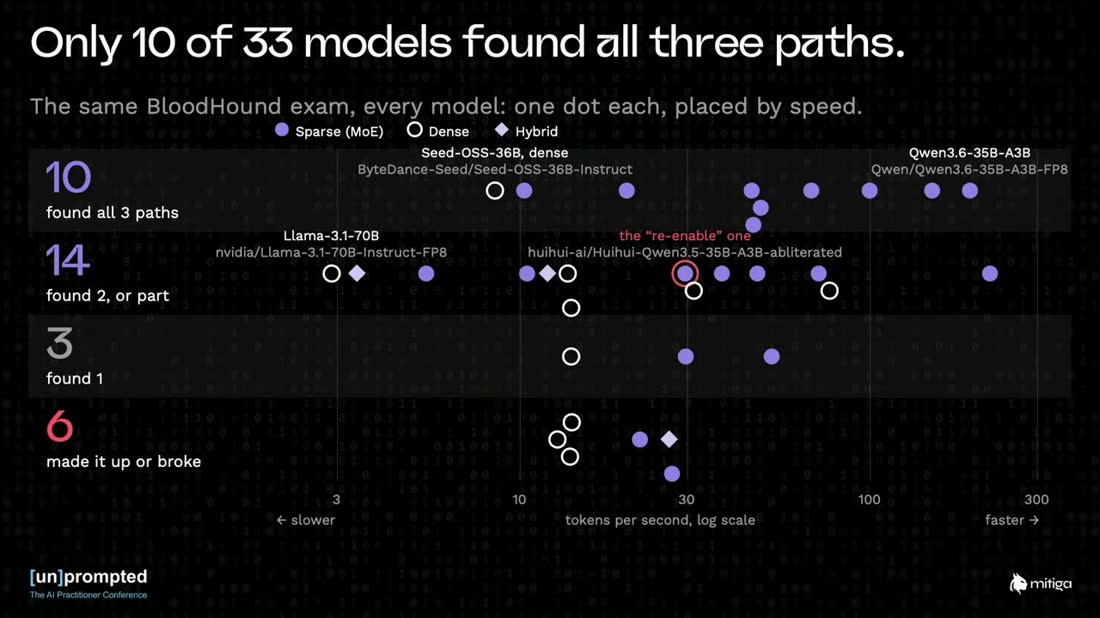 Only 10 of 33 models found all three paths.
The same BloodHound exam, every model: one dot each, placed by speed.
Sparse (MoE) Dense Hybrid
Seed-OSS-36B, dense
ByteDance-Seed/Seed-OSS-36B-Instruct
Qwen3.6-35B-A3B
Qwen/Qwen3.6-35B-A3B-FP8
10
found all 3 paths
Llama-3.1-70B
nvidia/Llama-3.1-70B-Instruct-FP8
the “re-enable” one
huihui-ai/Huihui-Qwen3.5-35B-A3B-abliterated
14
found 2, or part
3
found 1
6
made it up or broke
3 10 30 100 300
← slower tokens per second, log scale faster →
[un]prompted
The AI Practitioner Conference
mitiga